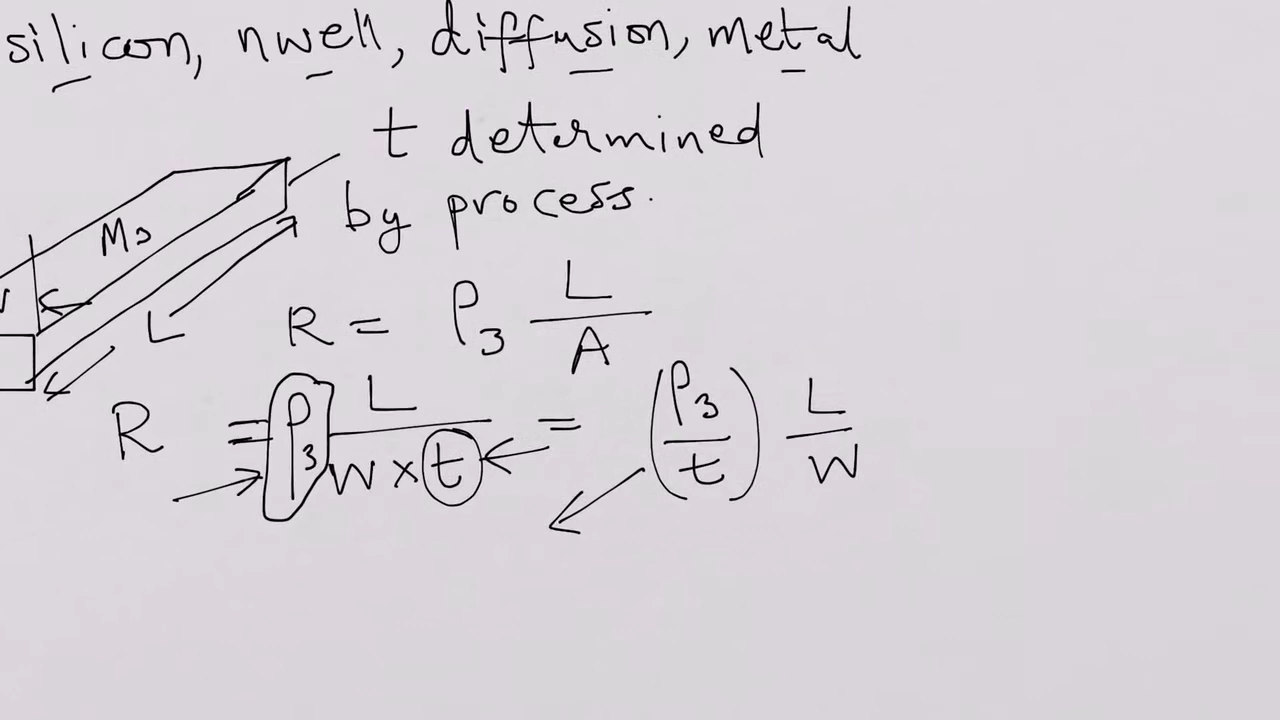 silicon, nwell, diffusion, metal
t determined
by process.
M3
L
R = ρ3 L/A
R = ρ3 L/(W × t) = (ρ3/t) L/W